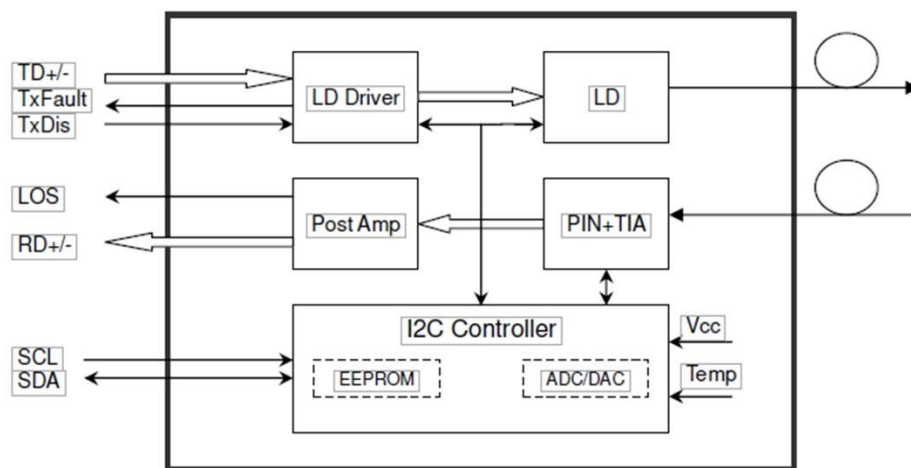 TD+/-
TxFault
TxDis
LD Driver
LD
LOS
RD+/-
Post Amp
PIN+TIA
I2C Controller
EEPROM
ADC/DAC
Vcc
Temp
SCL
SDA